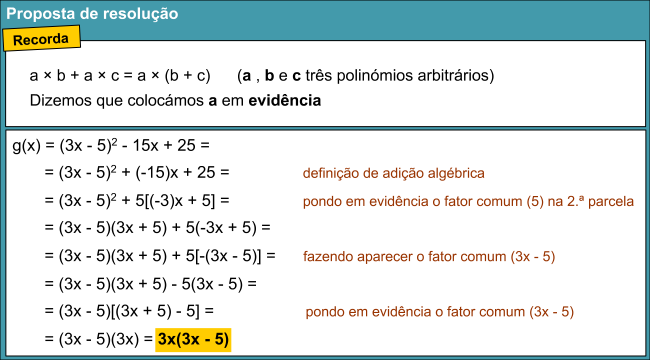 Proposta de resolução
Recorda
a × b + a × c = a × (b + c) (a , b e c três polinómios arbitrários)
Dizemos que colocámos a em evidência
g(x) = (3x - 5)² - 15x + 25 =
= (3x - 5)² + (-15)x + 25 = definição de adição algébrica
= (3x - 5)² + 5[(-3)x + 5] = pondo em evidência o fator comum (5) na 2.ª parcela
= (3x - 5)(3x + 5) + 5(-3x + 5) =
= (3x - 5)(3x + 5) + 5[-(3x - 5)] = fazendo aparecer o fator comum (3x - 5)
= (3x - 5)(3x + 5) - 5(3x - 5) =
= (3x - 5)[(3x + 5) - 5] = pondo em evidência o fator comum (3x - 5)
= (3x - 5)(3x) = 3x(3x - 5)